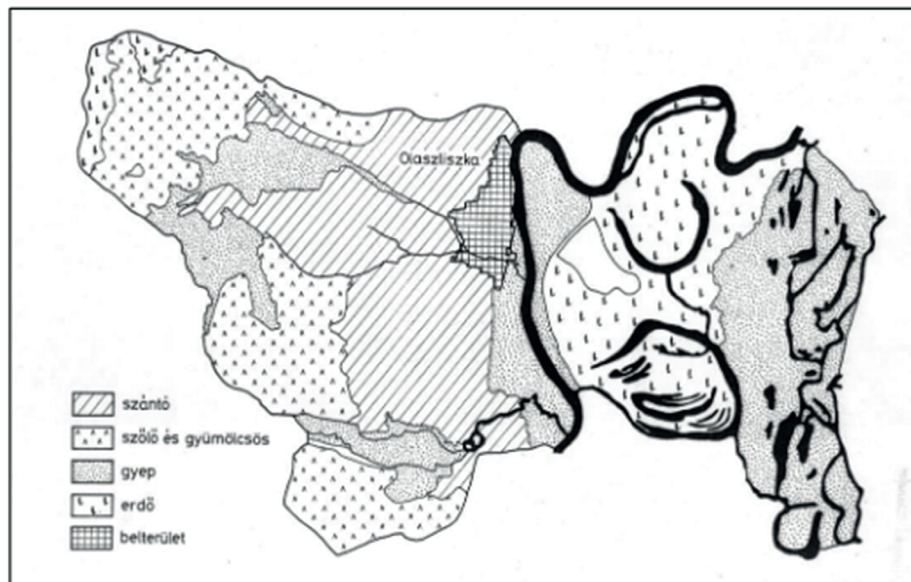 Olaszliszka
szántó
szőlő és gyümölcsös
gyep
erdő
belterület